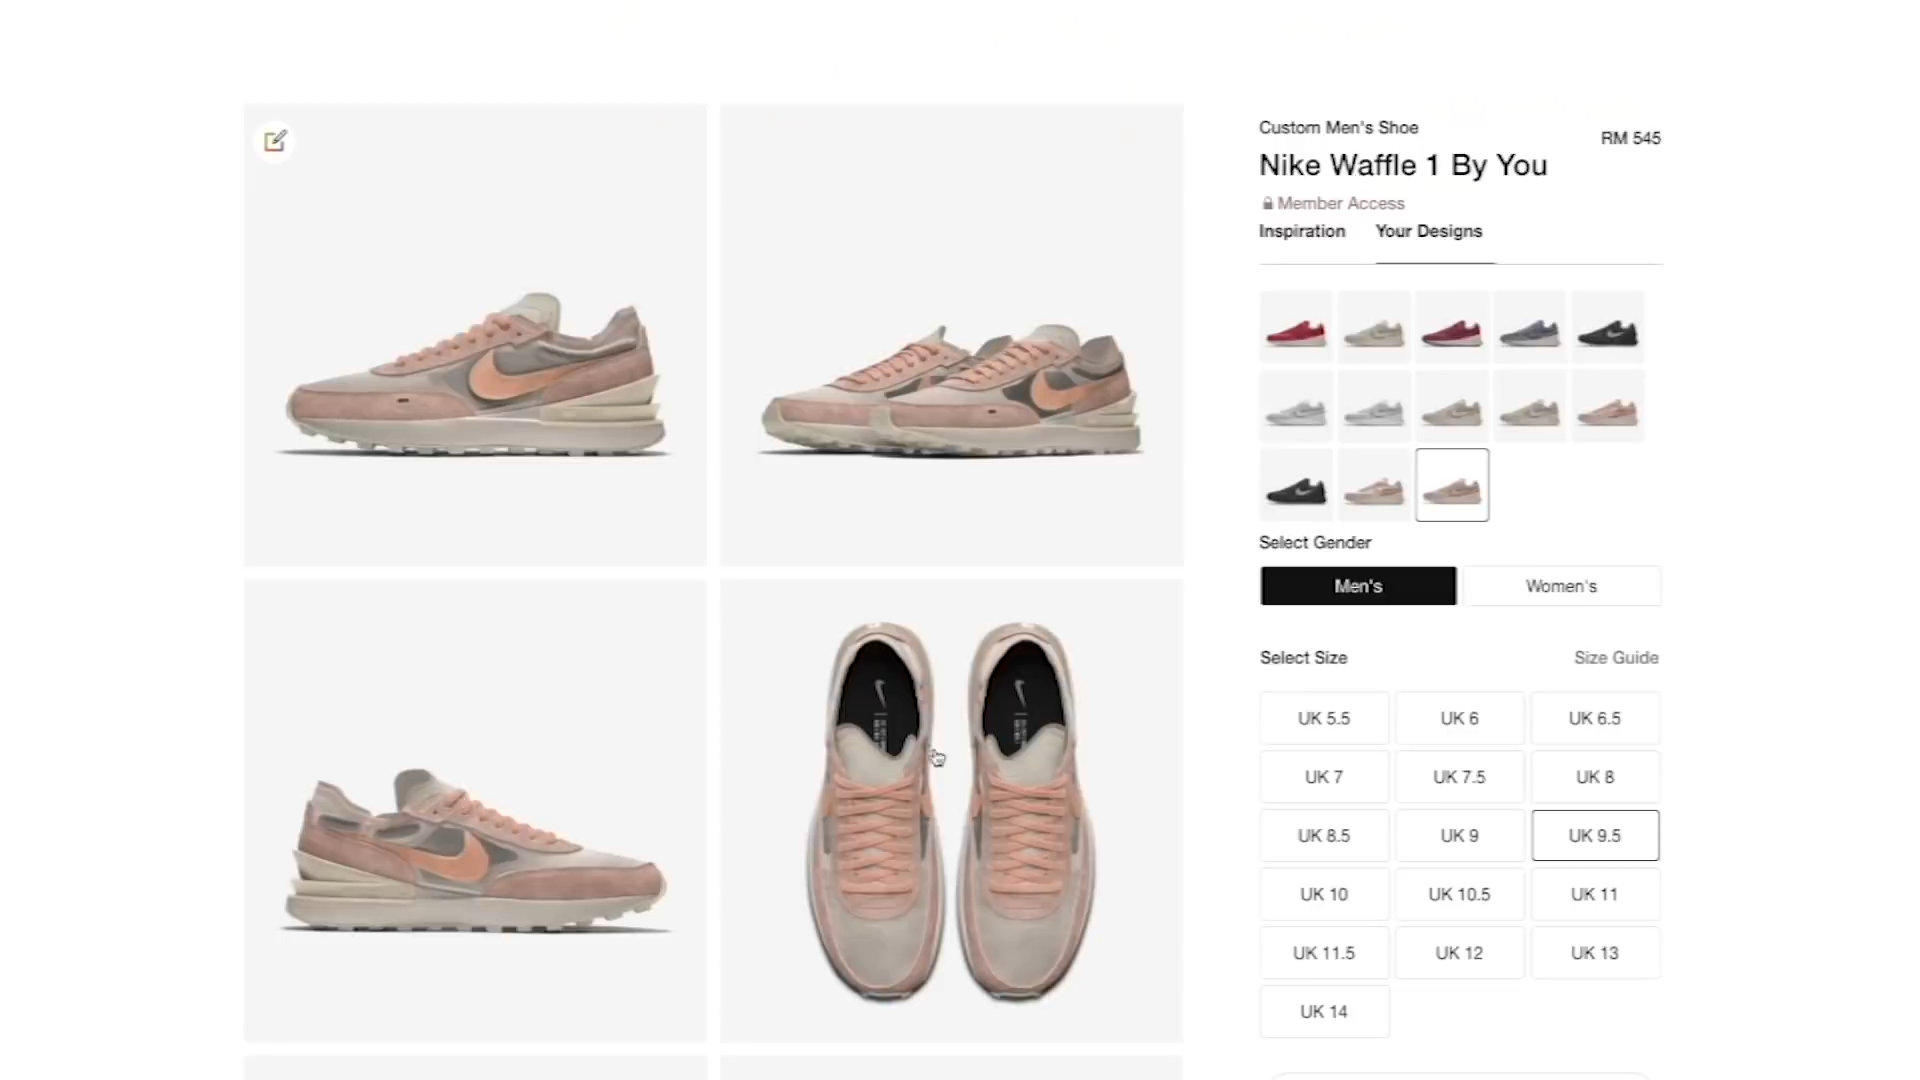 Custom Men's Shoe
RM 545
Nike Waffle 1 By You
Member Access
Inspiration Your Designs
Select Gender
Men's Women's
Select Size Size Guide
UK 5.5 UK 6 UK 6.5
UK 7 UK 7.5 UK 8
UK 8.5 UK 9 UK 9.5
UK 10 UK 10.5 UK 11
UK 11.5 UK 12 UK 13
UK 14